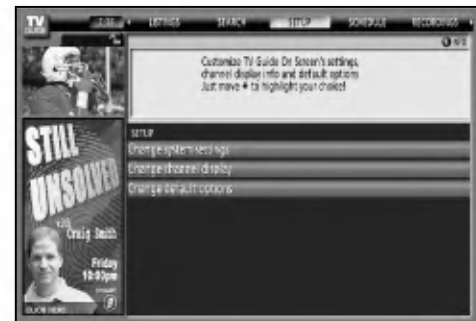 TV
GUIDE
LISTINGS SEARCH SETUP SCHEDULE RECORDINGS
Customize TV Guide On Screen's settings,
channel display info and default options
Just move to highlight your choice!
SETUP
Change system settings
Change channel display
Change default options
STILL
UNSOLVED
with
Craig Smith
Friday
10:00pm